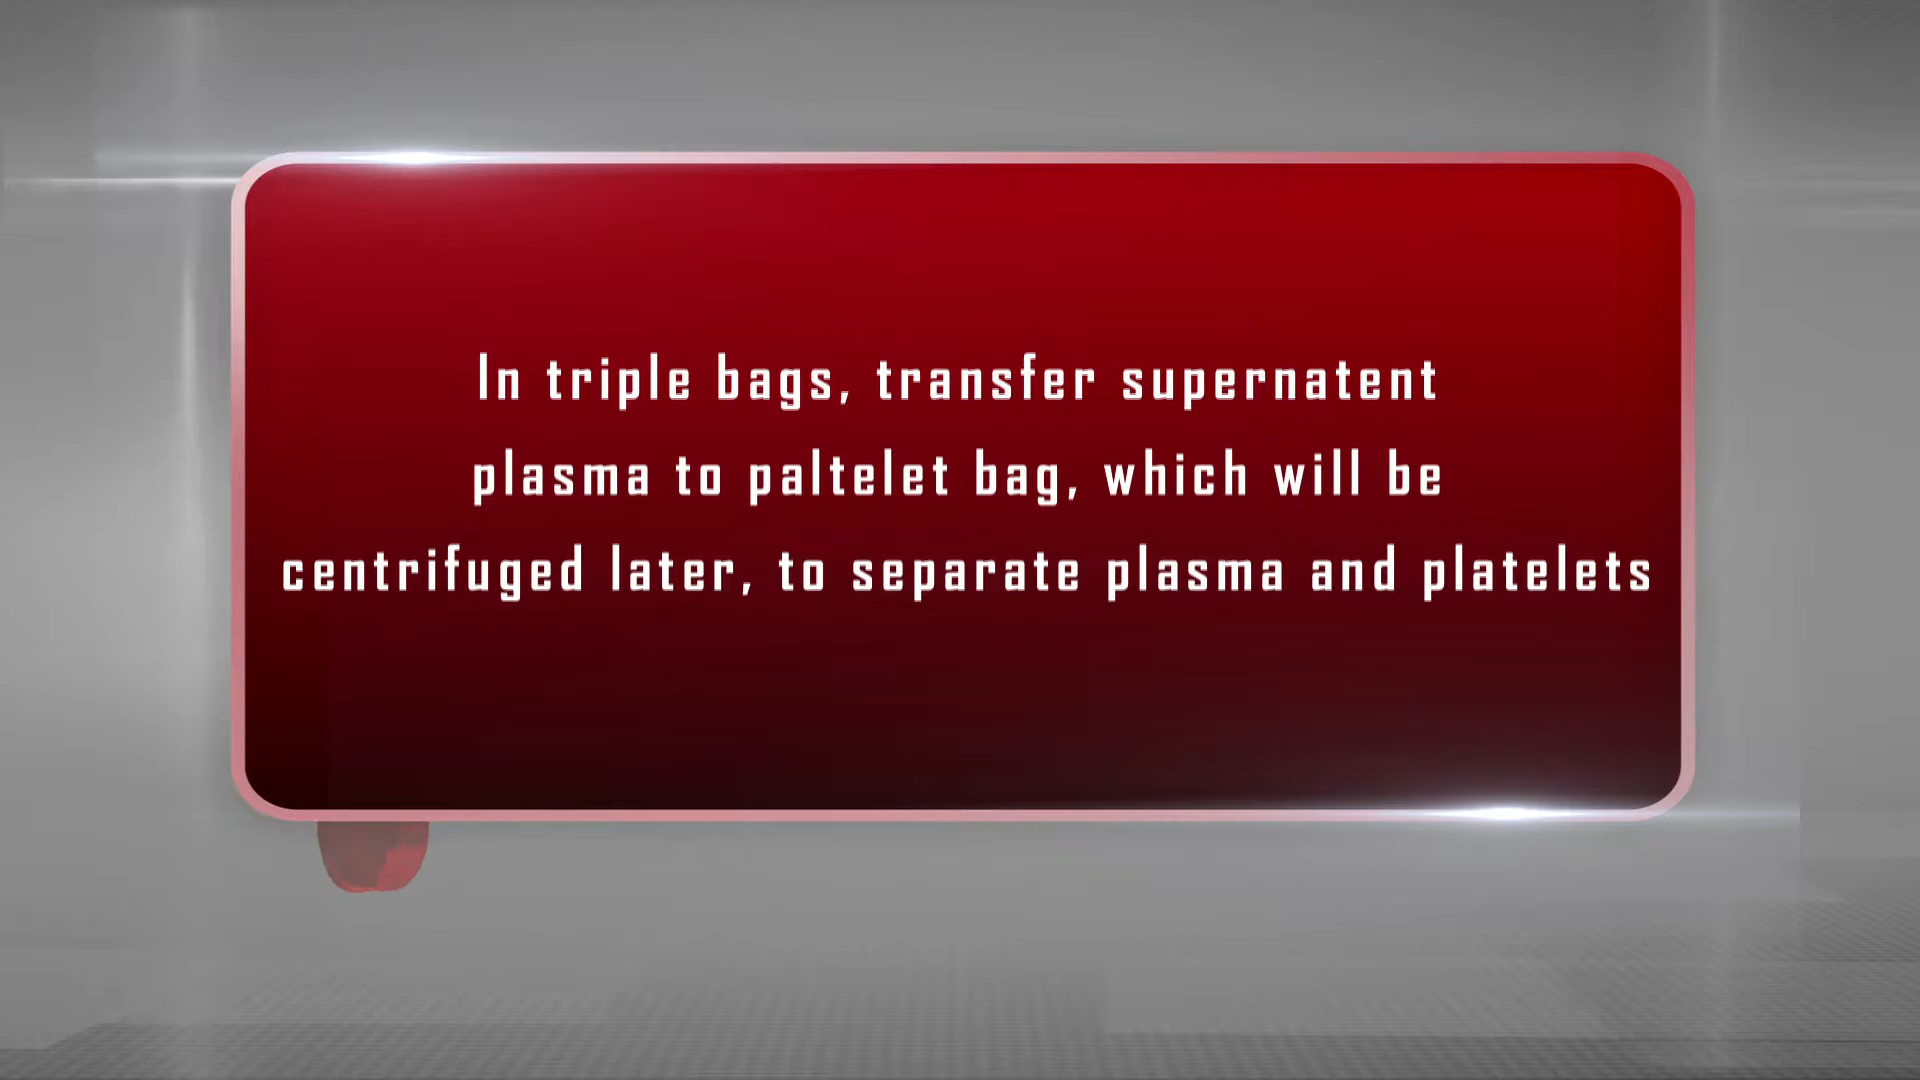 In triple bags, transfer supernatent
plasma to paltelet bag, which will be
centrifuged later, to separate plasma and platelets